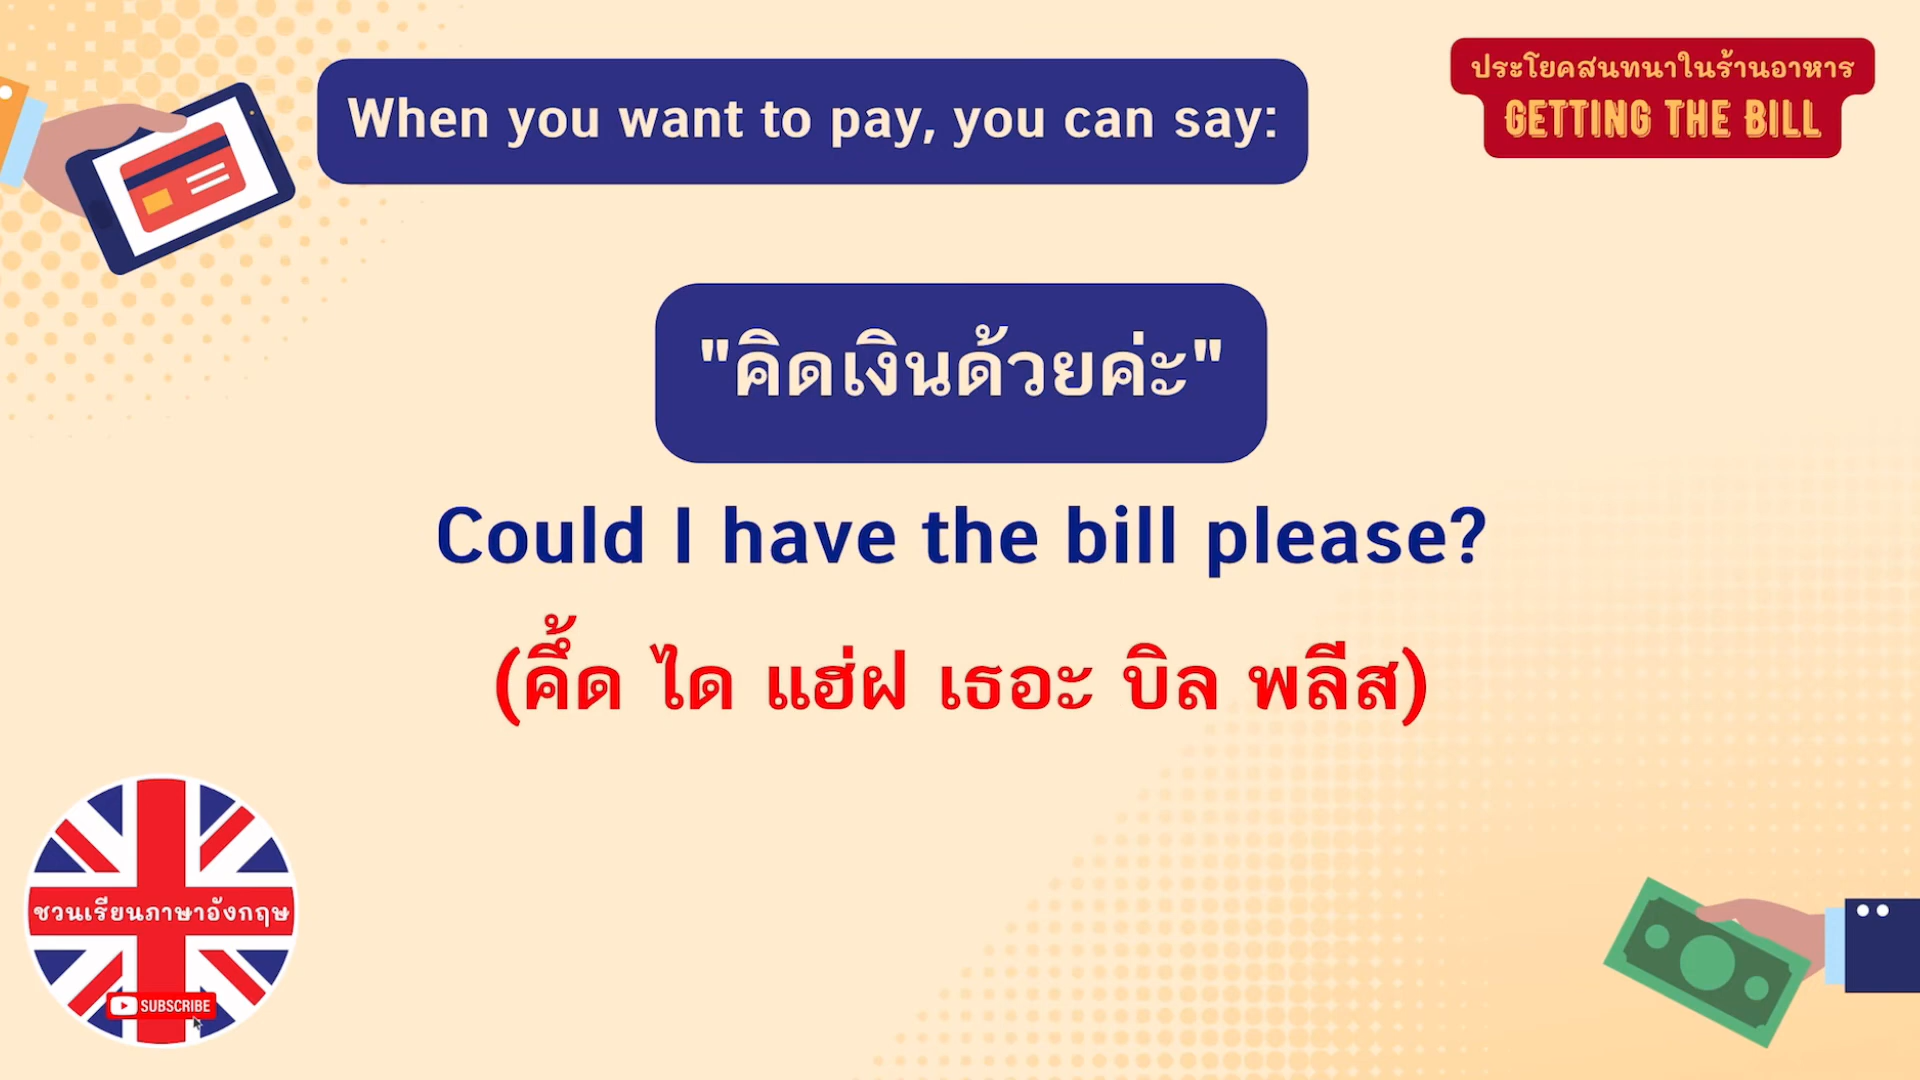 When you want to pay, you can say:
ประโยคสนทนาในร้านอาหาร
GETTING THE BILL
"คิดเงินด้วยค่ะ"
Could I have the bill please?
(คึ้ด ได แฮ่ฝ เธอะ บิล พลีส)
ชวนเรียนภาษาอังกฤษ
SUBSCRIBE